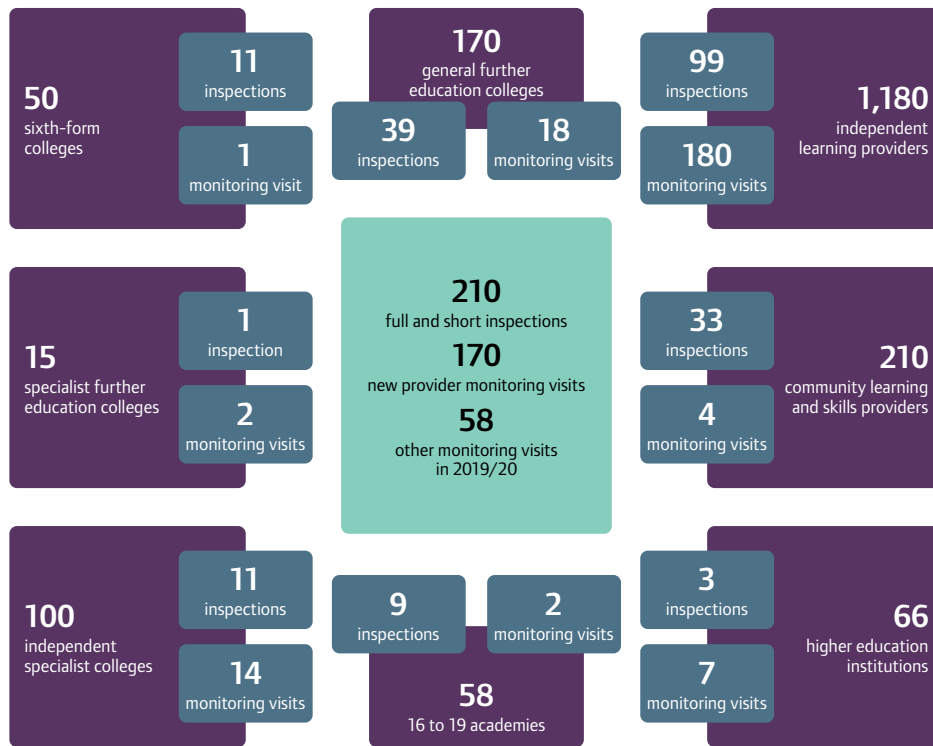 50
sixth-form
colleges
11
inspections
1
monitoring visit
170
general further
education colleges
39
inspections
18
monitoring visits
99
inspections
180
monitoring visits
1,180
independent
learning providers
15
specialist further
education colleges
1
inspection
2
monitoring visits
210
full and short inspections
170
new provider monitoring visits
58
other monitoring visits
in 2019/20
33
inspections
4
monitoring visits
210
community learning
and skills providers
100
independent
specialist colleges
11
inspections
14
monitoring visits
9
inspections
2
monitoring visits
58
16 to 19 academies
3
inspections
7
monitoring visits
66
higher education
institutions